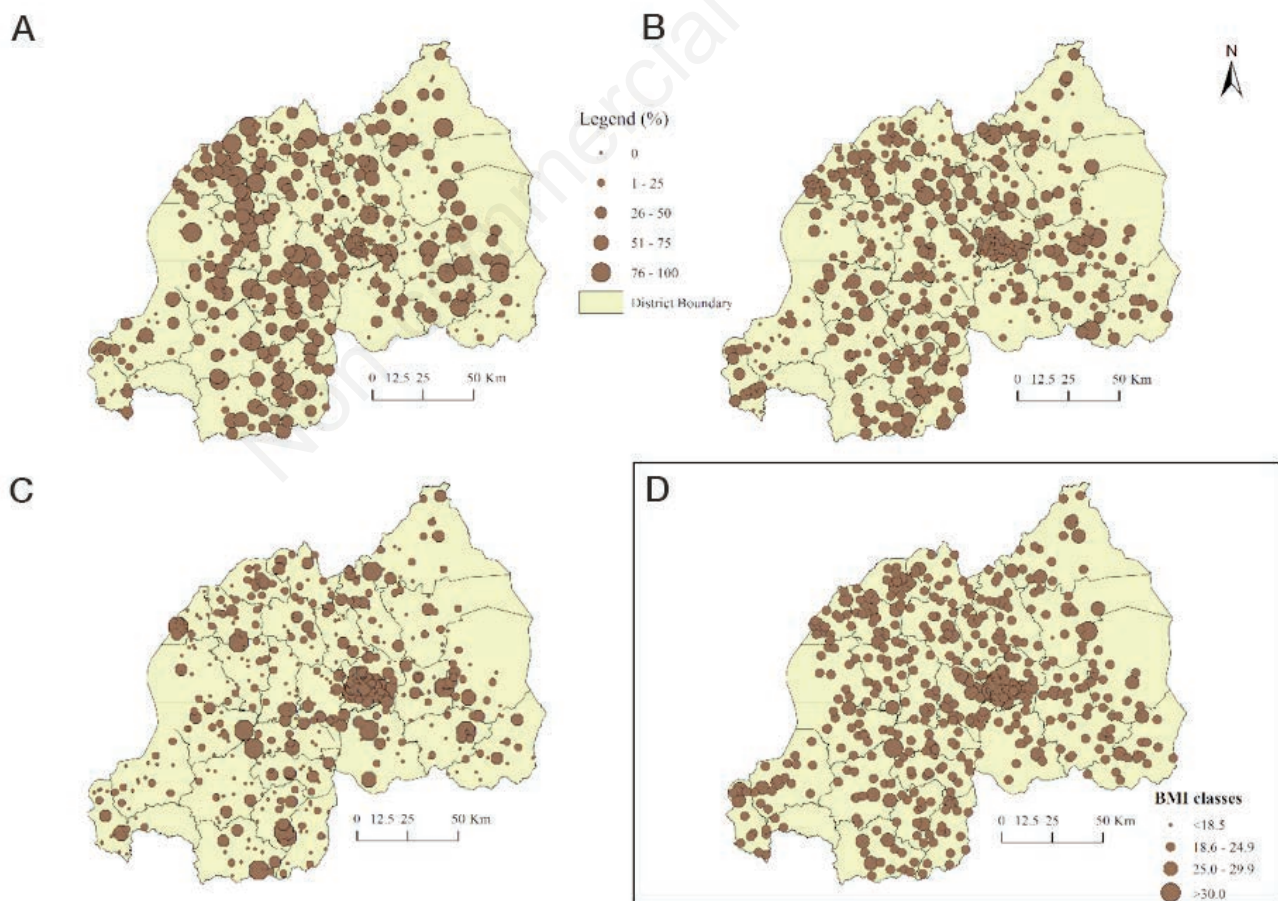 A
B
N
Legend (%)
0
1 - 25
26 - 50
51 - 75
76 - 100
District Boundary
0 12.5 25 50 Km
0 12.5 25 50 Km
C
D
0 12.5 25 50 Km
0 12.5 25 50 Km
BMI classes
<18.5
18.6 - 24.9
25.0 - 29.9
>30.0
Non-commercial